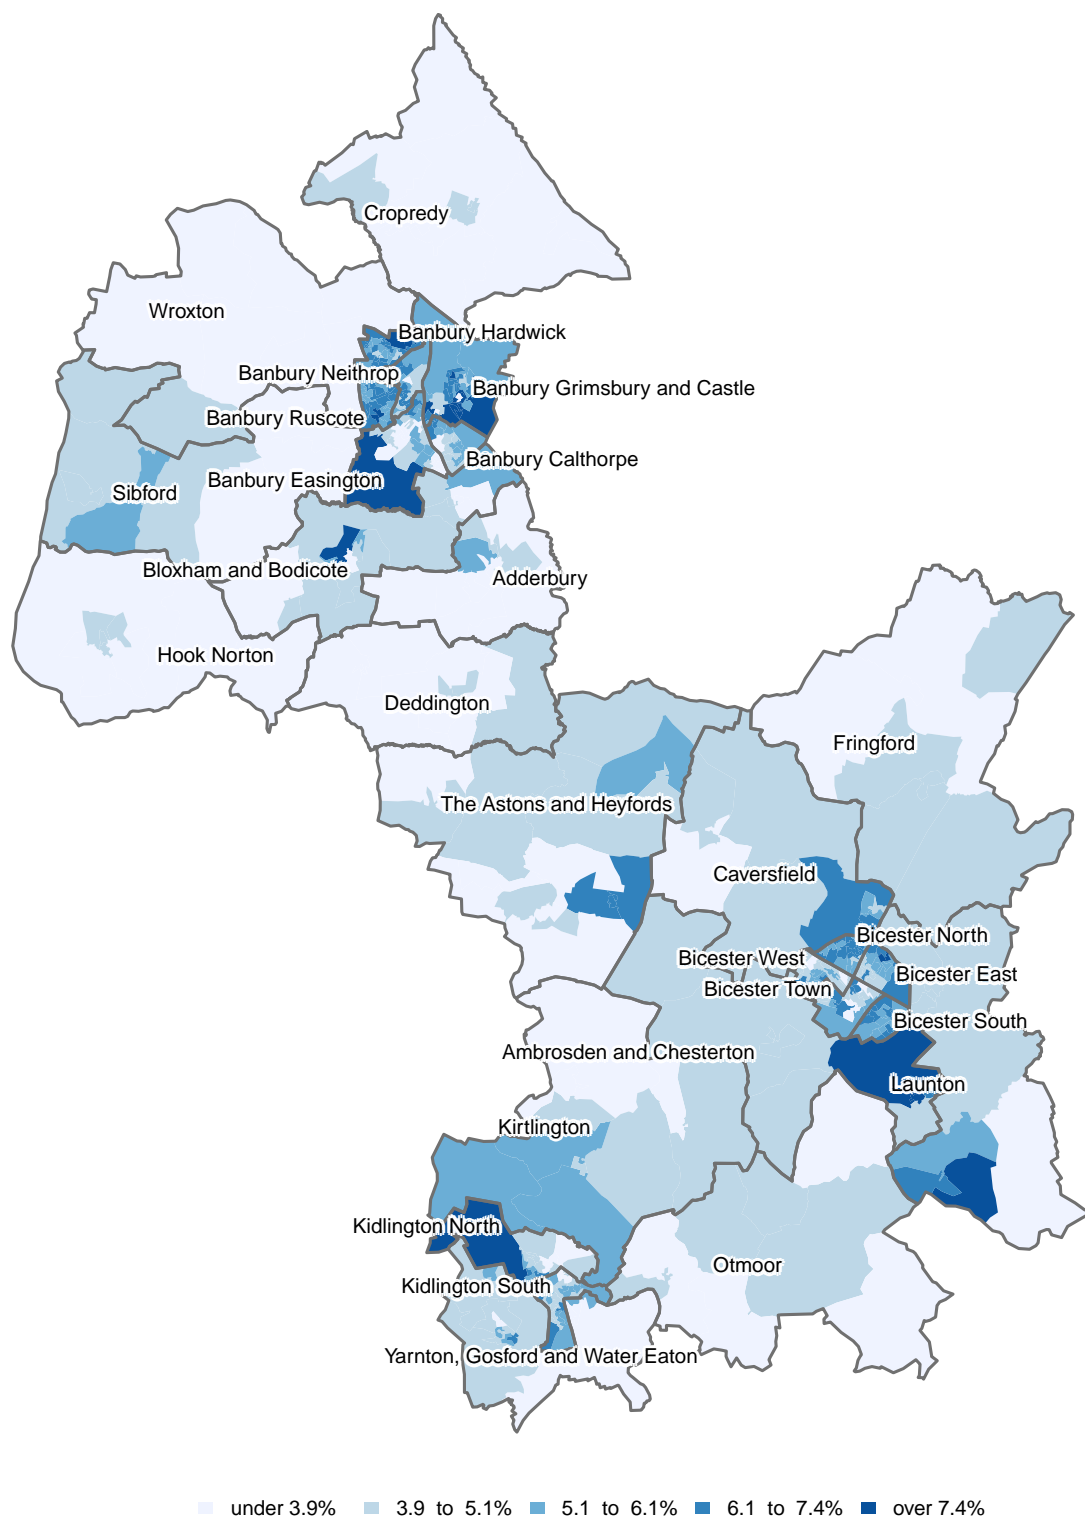 Cropredy
Wroxton
Banbury Hardwick
Banbury Neithrop
Banbury Grimsbury and Castle
Banbury Ruscote
Banbury Calthorpe
Banbury Easington
Sibford
Bloxham and Bodicote
Adderbury
Hook Norton
Deddington
Fringford
The Astons and Heyfords
Caversfield
Bicester North
Bicester West
Bicester East
Bicester Town
Bicester South
Ambrosden and Chesterton
Launton
Kirtlington
Kidlington North
Otmoor
Kidlington South
Yarnton, Gosford and Water Eaton
under 3.9% 3.9 to 5.1% 5.1 to 6.1% 6.1 to 7.4% over 7.4%